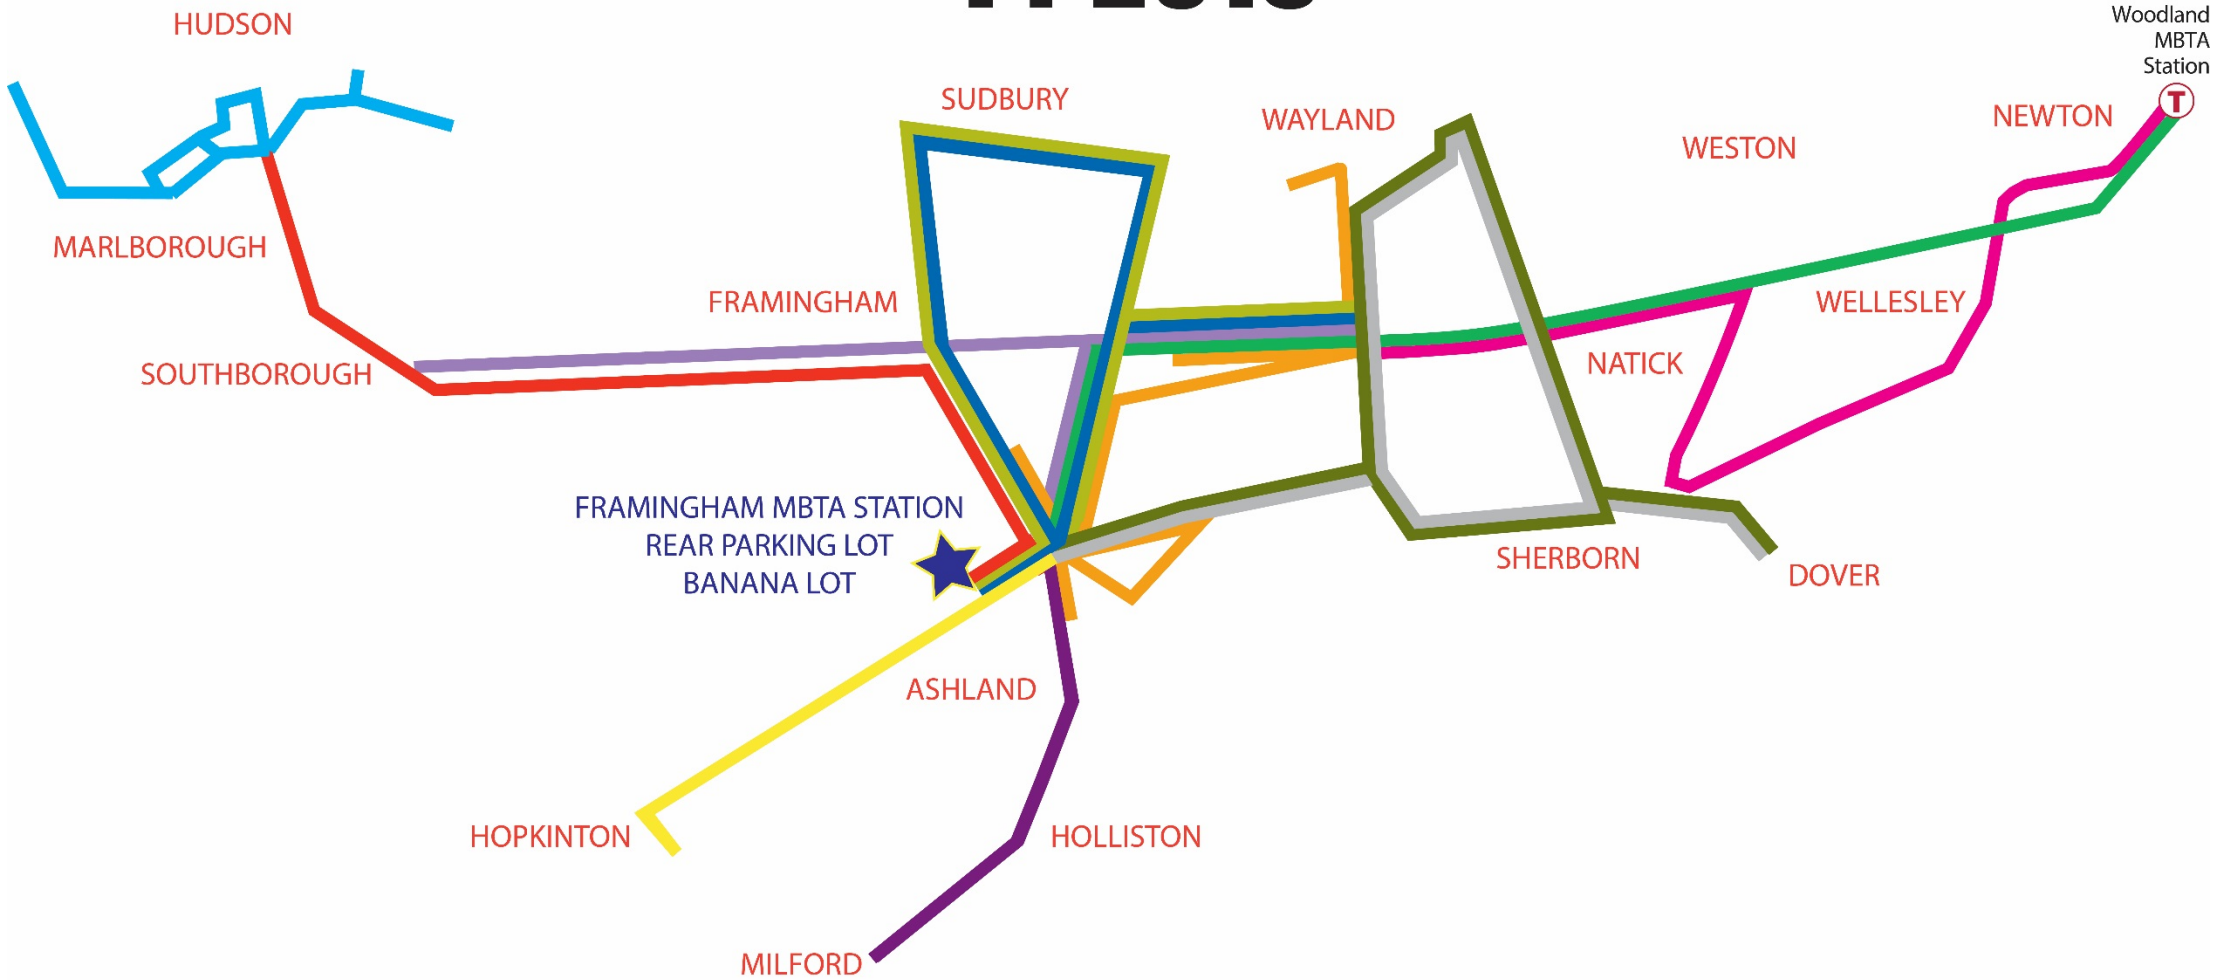 HUDSON
Woodland
MBTA
Station
T
SUDBURY
WAYLAND
NEWTON
WESTON
MARLBOROUGH
FRAMINGHAM
WELLESLEY
SOUTHBOROUGH
NATICK
FRAMINGHAM MBTA STATION
REAR PARKING LOT
BANANA LOT
SHERBORN
DOVER
ASHLAND
HOPKINTON
HOLLISTON
MILFORD